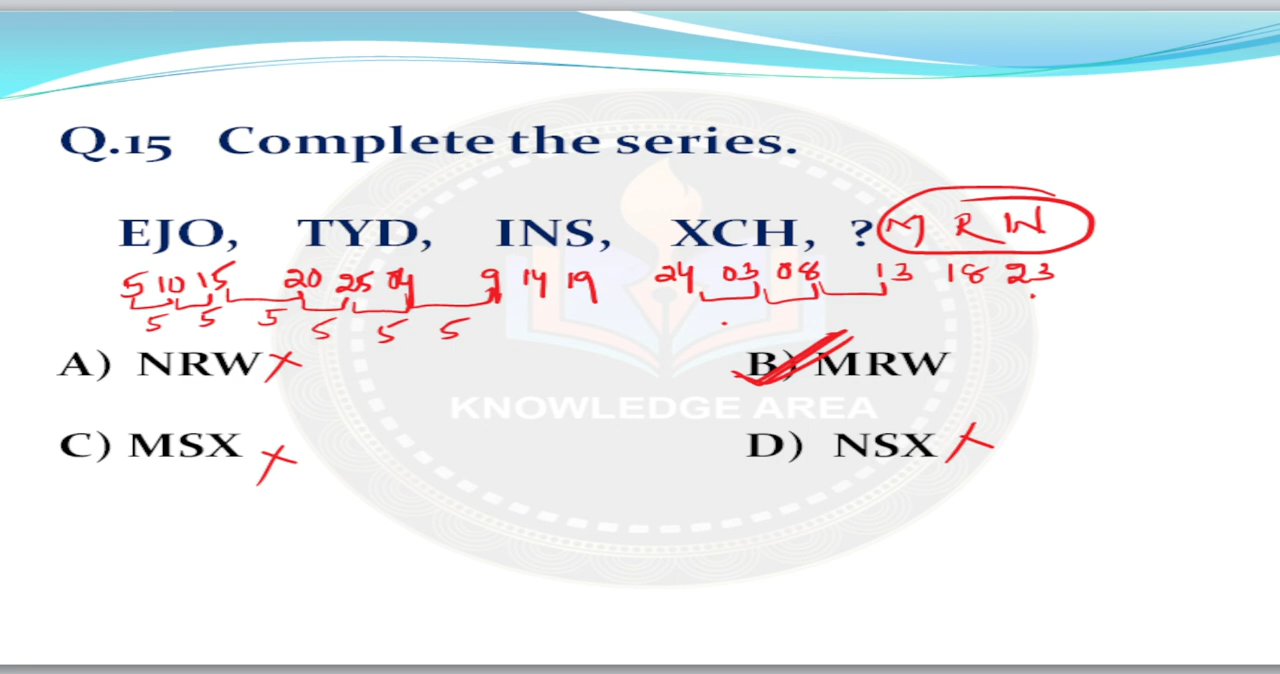 Q.15 Complete the series.
EJO, TYD, INS, XCH, ? M R W
5 10 15 20 25 04 9 14 19 24 03 08 13 18 23
5 5 5 5 5 5
A) NRW X B) MRW
KNOWLEDGE AREA
C) MSX X D) NSX X